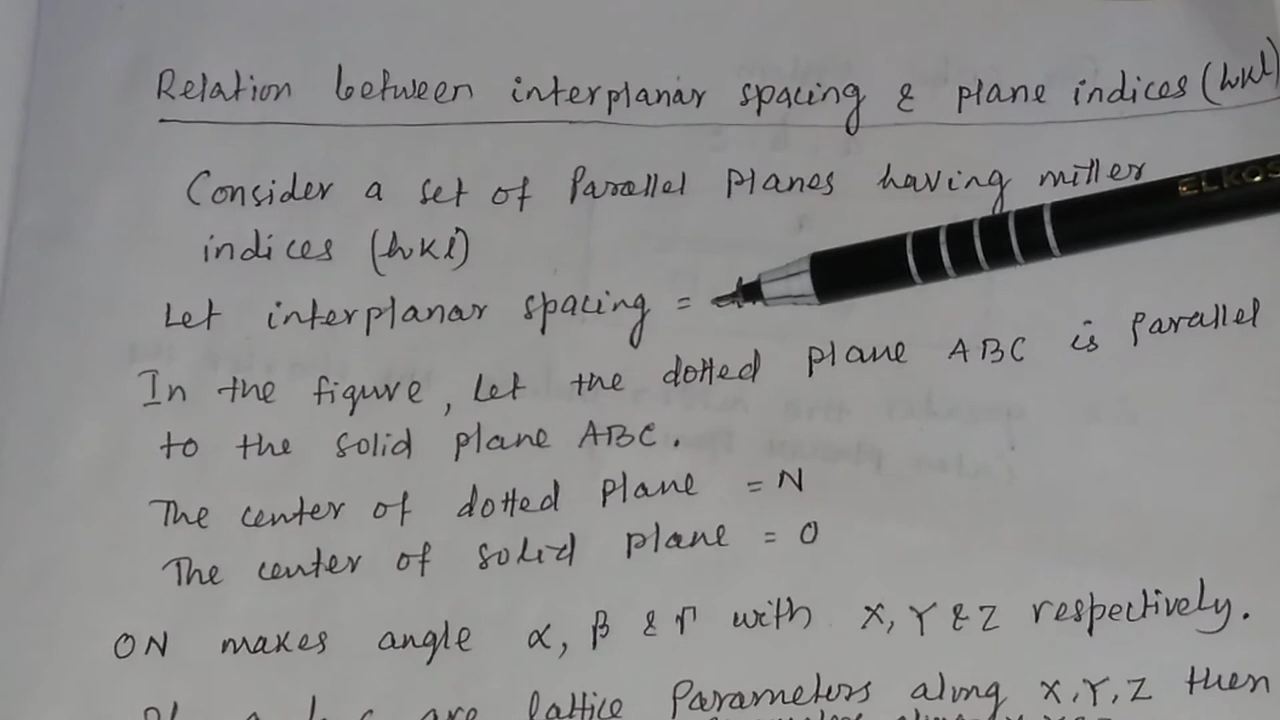 Relation between interplanar spacing & plane indices (hkl)
Consider a set of Parallel Planes having miller
indices (hkl)
ELKOS
Let interplanar spacing =
In the figure, Let the dotted plane ABC is parallel
to the solid plane ABC.
The center of dotted plane = N
The center of solid plane = O
ON makes angle α, β & r with X, Y & Z respectively.
are lattice Parameters along X, Y, Z then